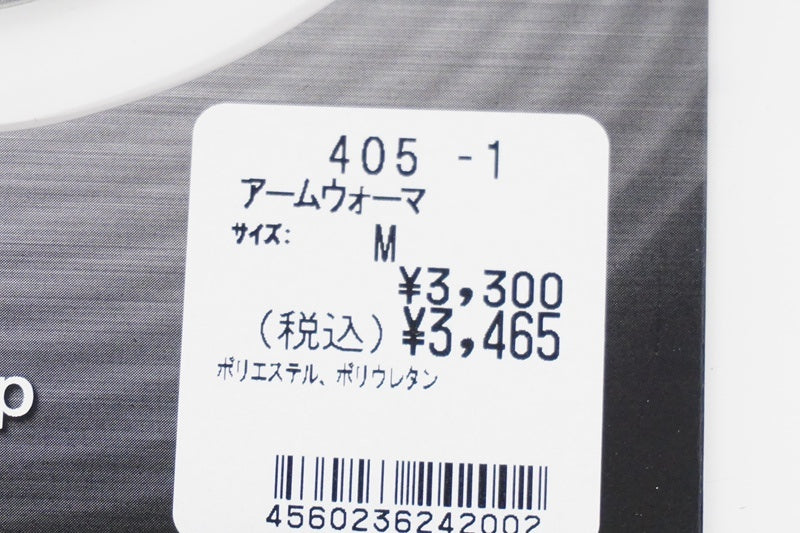 405 -1
アームウォーマ
サイズ: M
¥3,300
(税込) ¥3,465
ポリエステル、ポリウレタン
4560236242002
p